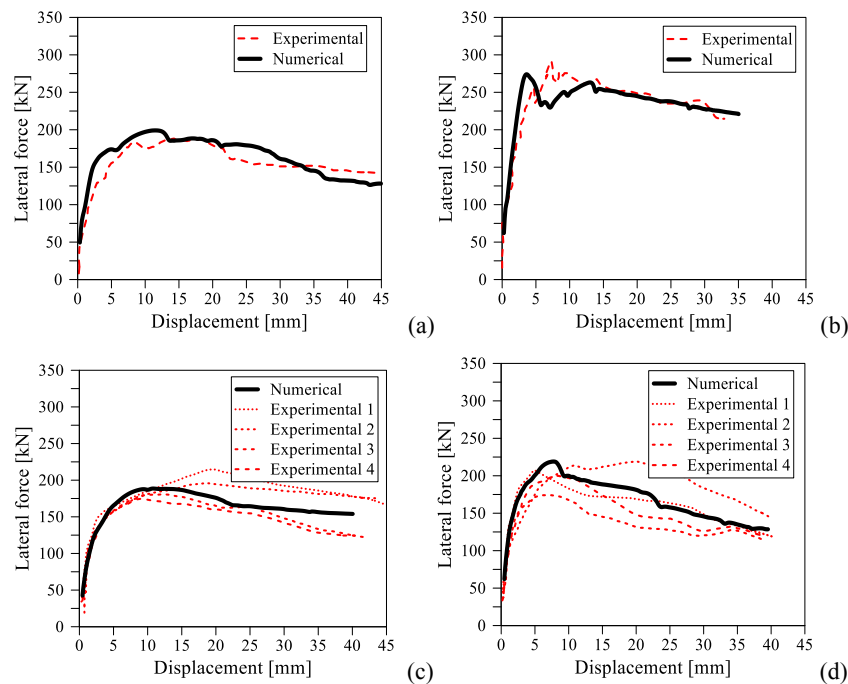 350
300
250
200
150
100
50
0
Lateral force [kN]
Experimental
Numerical
0 5 10 15 20 25 30 35 40 45
Displacement [mm]
(a)
350
300
250
200
150
100
50
0
Lateral force [kN]
Experimental
Numerical
0 5 10 15 20 25 30 35 40 45
Displacement [mm]
(b)
350
300
250
200
150
100
50
0
Lateral force [kN]
Numerical
Experimental 1
Experimental 2
Experimental 3
Experimental 4
0 5 10 15 20 25 30 35 40 45
Displacement [mm]
(c)
350
300
250
200
150
100
50
0
Lateral force [kN]
Numerical
Experimental 1
Experimental 2
Experimental 3
Experimental 4
0 5 10 15 20 25 30 35 40 45
Displacement [mm]
(d)